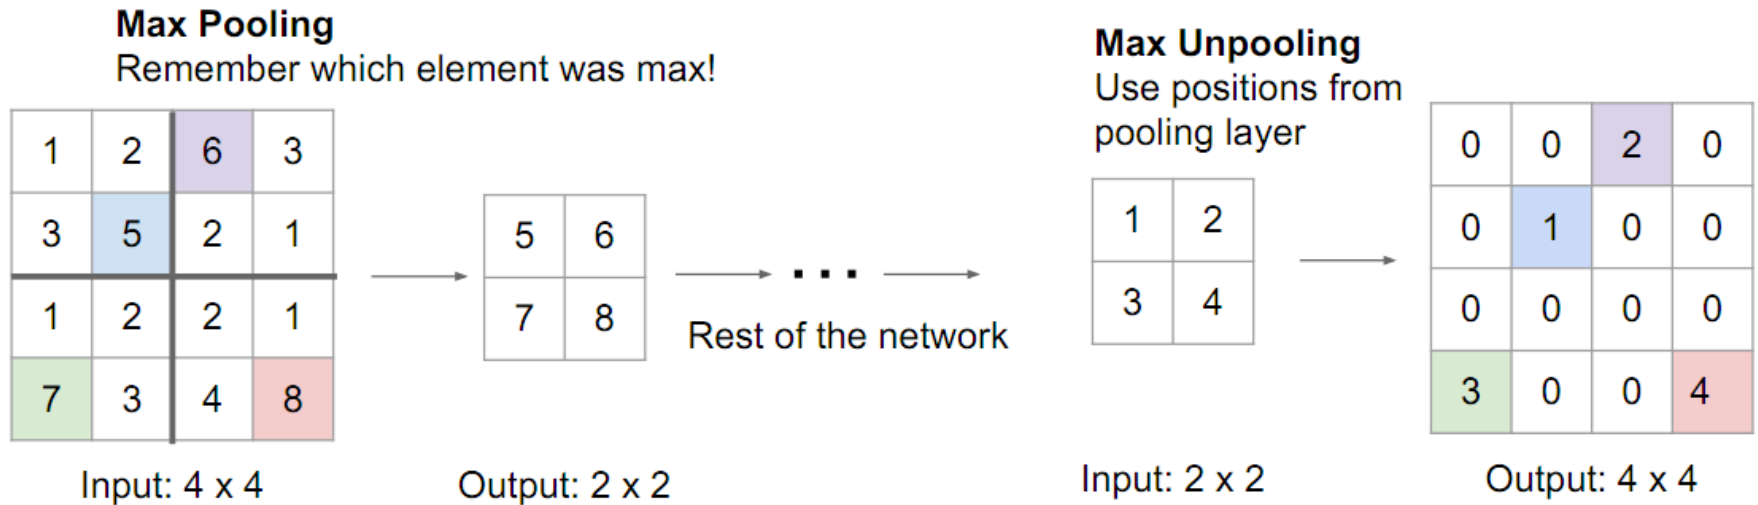 Max Pooling
Remember which element was max!
1 2 6 3
3 5 2 1
1 2 2 1
7 3 4 8
Input: 4 x 4
5 6
7 8
Output: 2 x 2
...
Rest of the network
Max Unpooling
Use positions from
pooling layer
1 2
3 4
Input: 2 x 2
0 0 2 0
0 1 0 0
0 0 0 0
3 0 0 4
Output: 4 x 4